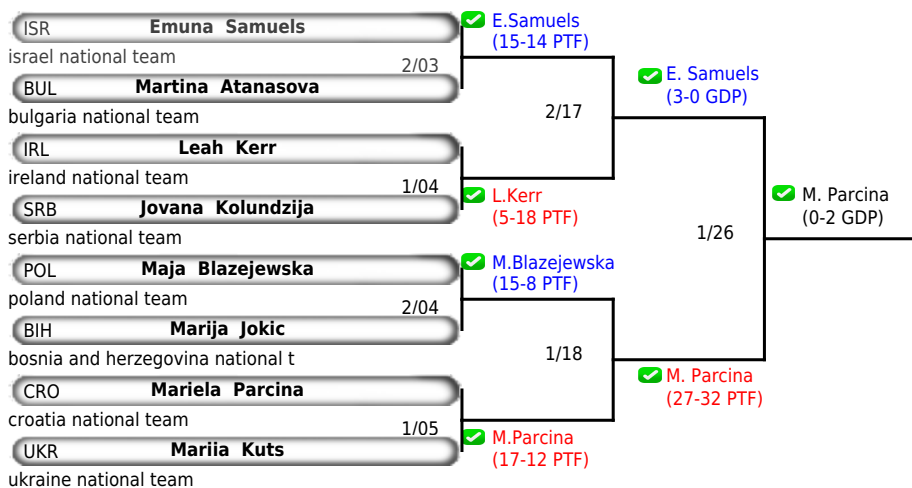 ISR Emuna Samuels
israel national team
2/03
BUL Martina Atanasova
bulgaria national team
IRL Leah Kerr
ireland national team
1/04
SRB Jovana Kolundzija
serbia national team
POL Maja Blazejewska
poland national team
2/04
BIH Marija Jokic
bosnia and herzegovina national t
CRO Mariela Parcina
croatia national team
1/05
UKR Mariia Kuts
ukraine national team
E.Samuels
(15-14 PTF)
L.Kerr
(5-18 PTF)
M.Blazejewska
(15-8 PTF)
M.Parcina
(17-12 PTF)
2/17
1/18
E. Samuels
(3-0 GDP)
M. Parcina
(27-32 PTF)
1/26
M. Parcina
(0-2 GDP)